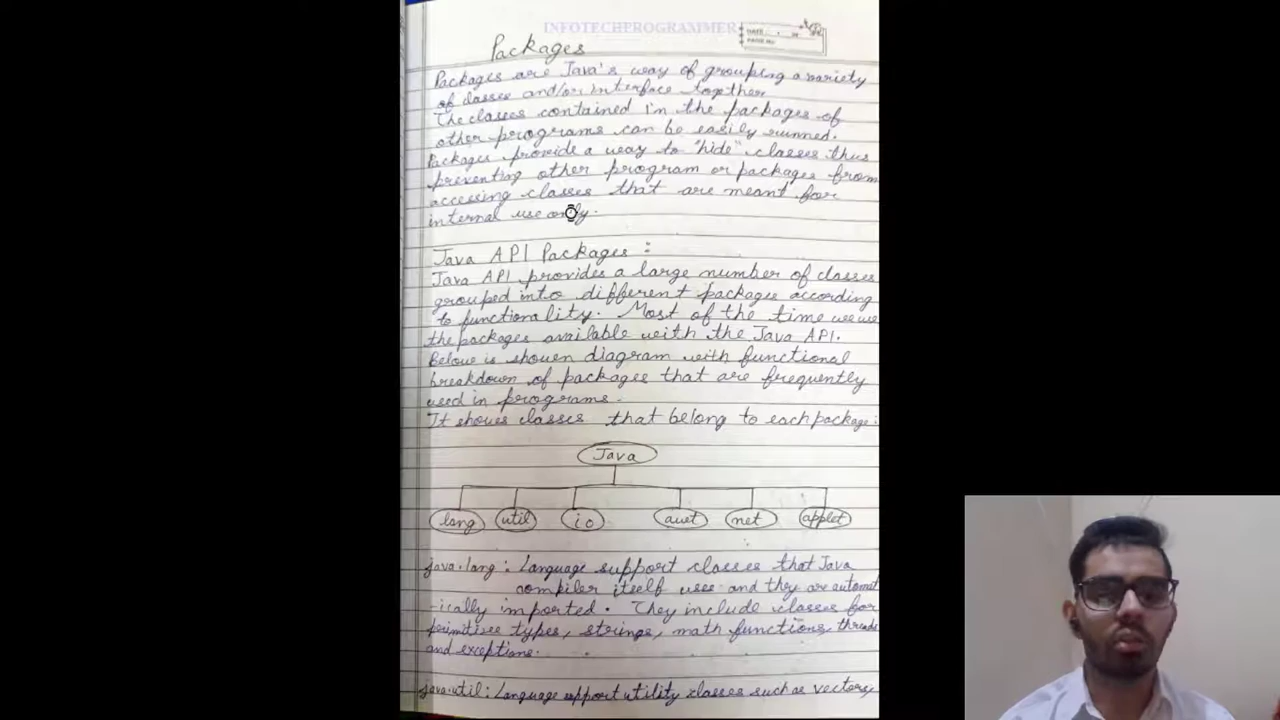 INFOTECHPROGRAMMER
DATE
PAGE NO.
Packages
Packages are Java's way of grouping a variety
of classes and/or interface together
The classes contained in the packages of
other programs can be easily runned.
Packages provide a way to "hide" classes thus
preventing other program or packages from
accessing classes that are meant for
internal use only.
Java API Packages :
Java API provides a large number of classes
grouped into different packages according
to functionality. Most of the time we use
the packages available with the Java API.
Below is shown diagram with functional
breakdown of packages that are frequently
used in programs.
It shows classes that belong to each package :
Java
lang util io awt net applet
java.lang : Language support classes that Java
compiler itself uses and they are automat
-ically imported. They include classes for
primitive types, strings, math functions, threads
and exceptions.
java.util : Language support utility classes such as vectors,